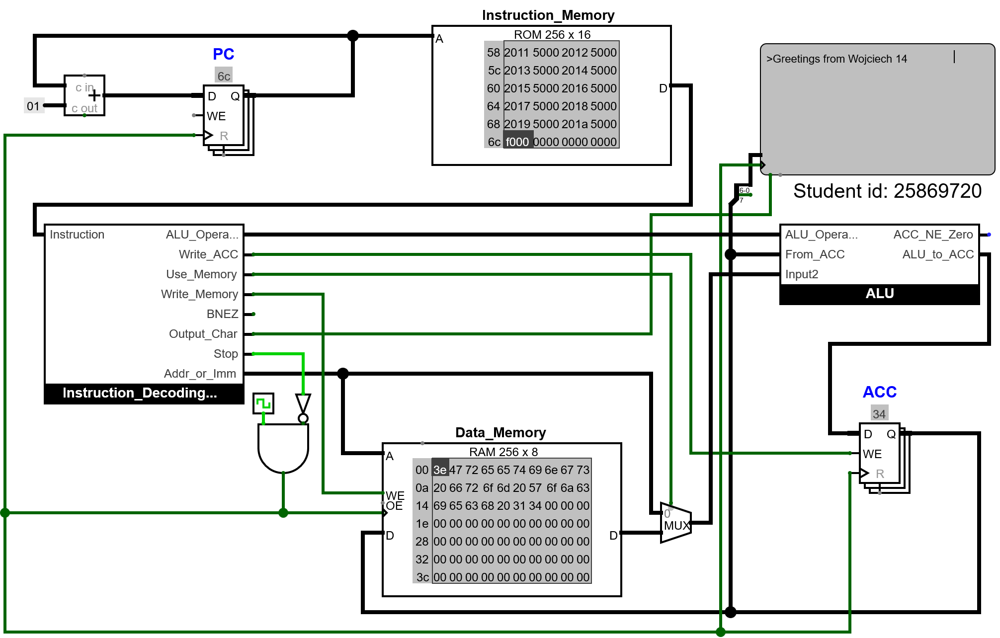 Instruction_Memory
ROM 256 x 16
A
58 2011 5000 2012 5000
5c 2013 5000 2014 5000
60 2015 5000 2016 5000
64 2017 5000 2018 5000
68 2019 5000 201a 5000
6c f000 0000 0000 0000
D
PC
6c
D Q
WE
R
c in
+
c out
01
>Greetings from Wojciech 14
6-0
7
Student id: 25869720
Instruction
ALU_Opera...
Write_ACC
Use_Memory
Write_Memory
BNEZ
Output_Char
Stop
Addr_or_Imm
Instruction_Decoding...
ALU_Opera... ACC_NE_Zero
From_ACC ALU_to_ACC
Input2
ALU
ACC
34
D Q
WE
R
Data_Memory
RAM 256 x 8
A
WE
OE
D
00 3e 47 72 65 65 74 69 6e 67 73
0a 20 66 72 6f 6d 20 57 6f 6a 63
14 69 65 63 68 20 31 34 00 00 00
1e 00 00 00 00 00 00 00 00 00 00
28 00 00 00 00 00 00 00 00 00 00
32 00 00 00 00 00 00 00 00 00 00
3c 00 00 00 00 00 00 00 00 00 00
D
0
MUX